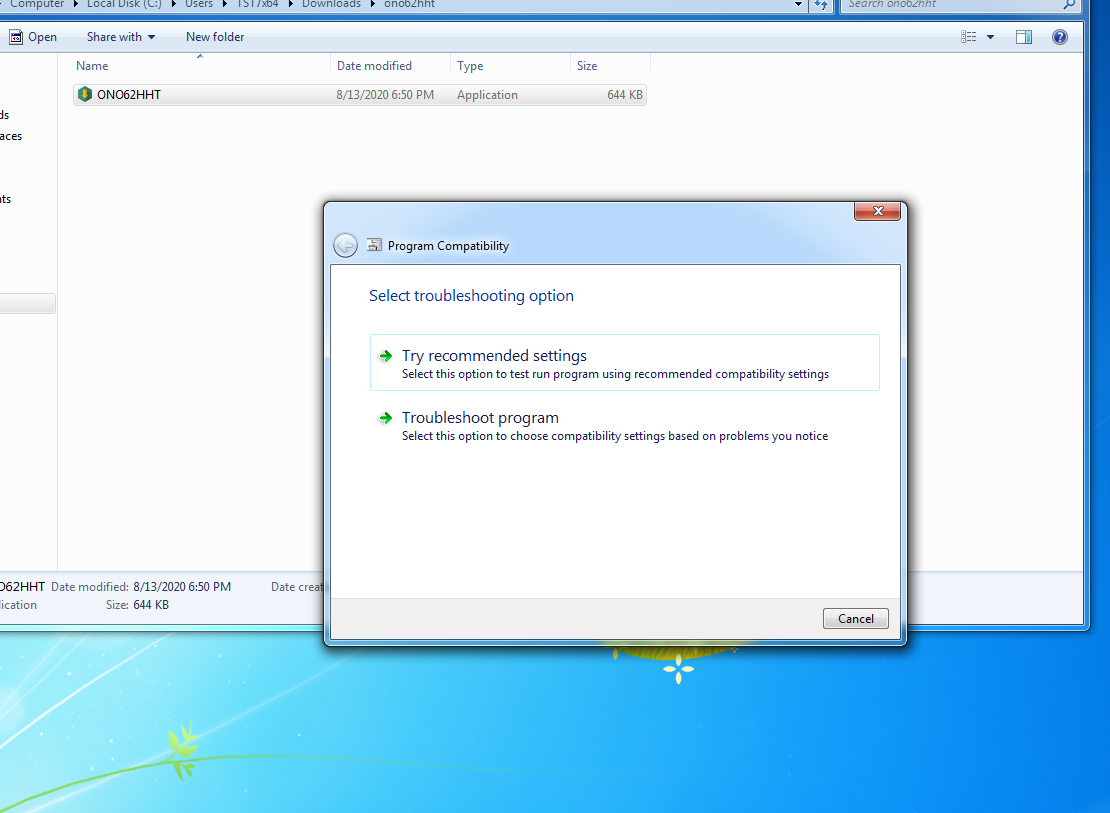 Computer Local Disk (C:) Users TST7x64 Downloads ono62hht Search ono62hht
Open Share with New folder
Name Date modified Type Size
ONO62HHT 8/13/2020 6:50 PM Application 644 KB
ds
aces
nts
Program Compatibility
Select troubleshooting option
Try recommended settings
Select this option to test run program using recommended compatibility settings
Troubleshoot program
Select this option to choose compatibility settings based on problems you notice
O62HHT Date modified: 8/13/2020 6:50 PM Date creat
lication Size: 644 KB
Cancel